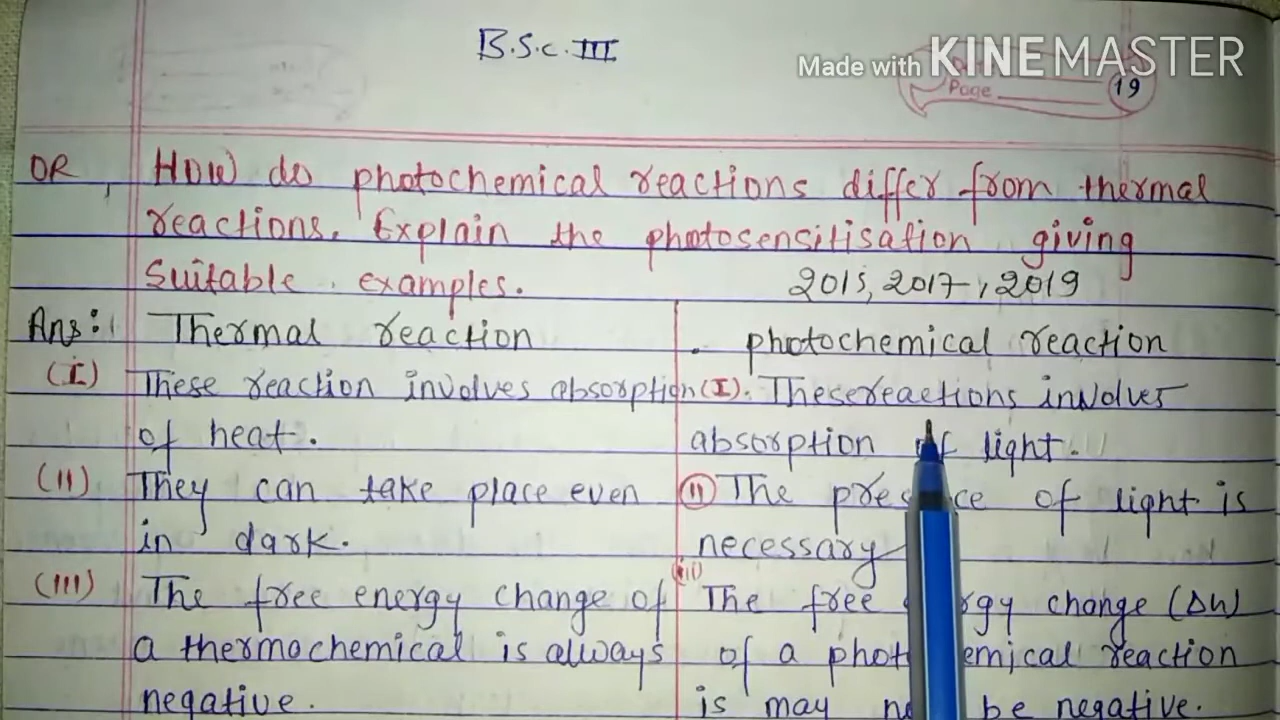 B.Sc. III
Made with KINEMASTER
Page 19
OR, How do photochemical reactions differ from thermal
reactions. Explain the photosensitisation giving
Suitable examples.
2015, 2017, 2019
Ans: Thermal reaction
photochemical reaction
(I) These reaction involves absorption
of heat.
(I). These reactions involves
absorption of light.
(II) They can take place even
in dark.
(II) The of light is
necessary
(III) The free energy change of
a thermochemical is always
negative.
(III) The free change
of a reaction
is may be negative.